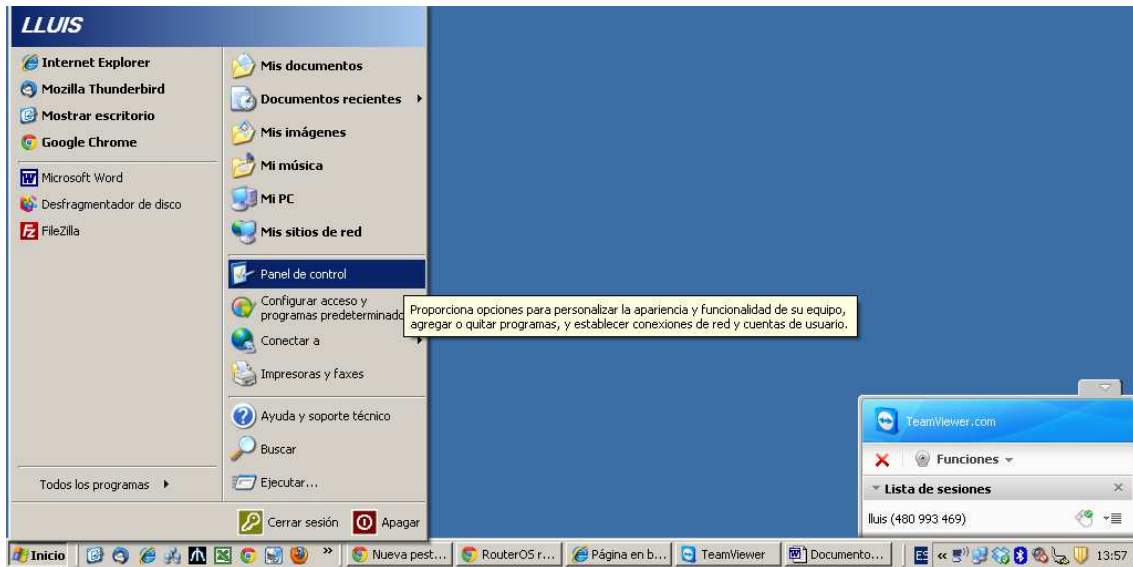 LLUIS
Internet Explorer
Mozilla Thunderbird
Mostrar escritorio
Google Chrome
Microsoft Word
Desfragmentador de disco
FileZilla
Todos los programas
Mis documentos
Documentos recientes
Mis imágenes
Mi música
Mi PC
Mis sitios de red
Panel de control
Configurar acceso y
programas predeterminado
Conectar a
Impresoras y faxes
Ayuda y soporte técnico
Buscar
Ejecutar...
Cerrar sesión
Apagar
Proporciona opciones para personalizar la apariencia y funcionalidad de su equipo,
agregar o quitar programas, y establecer conexiones de red y cuentas de usuario.
TeamViewer.com
Funciones
Lista de sesiones
lluis (480 993 469)
Inicio
Nueva pest...
RouterOS r...
Página en b...
TeamViewer
Documento...
ES
13:57